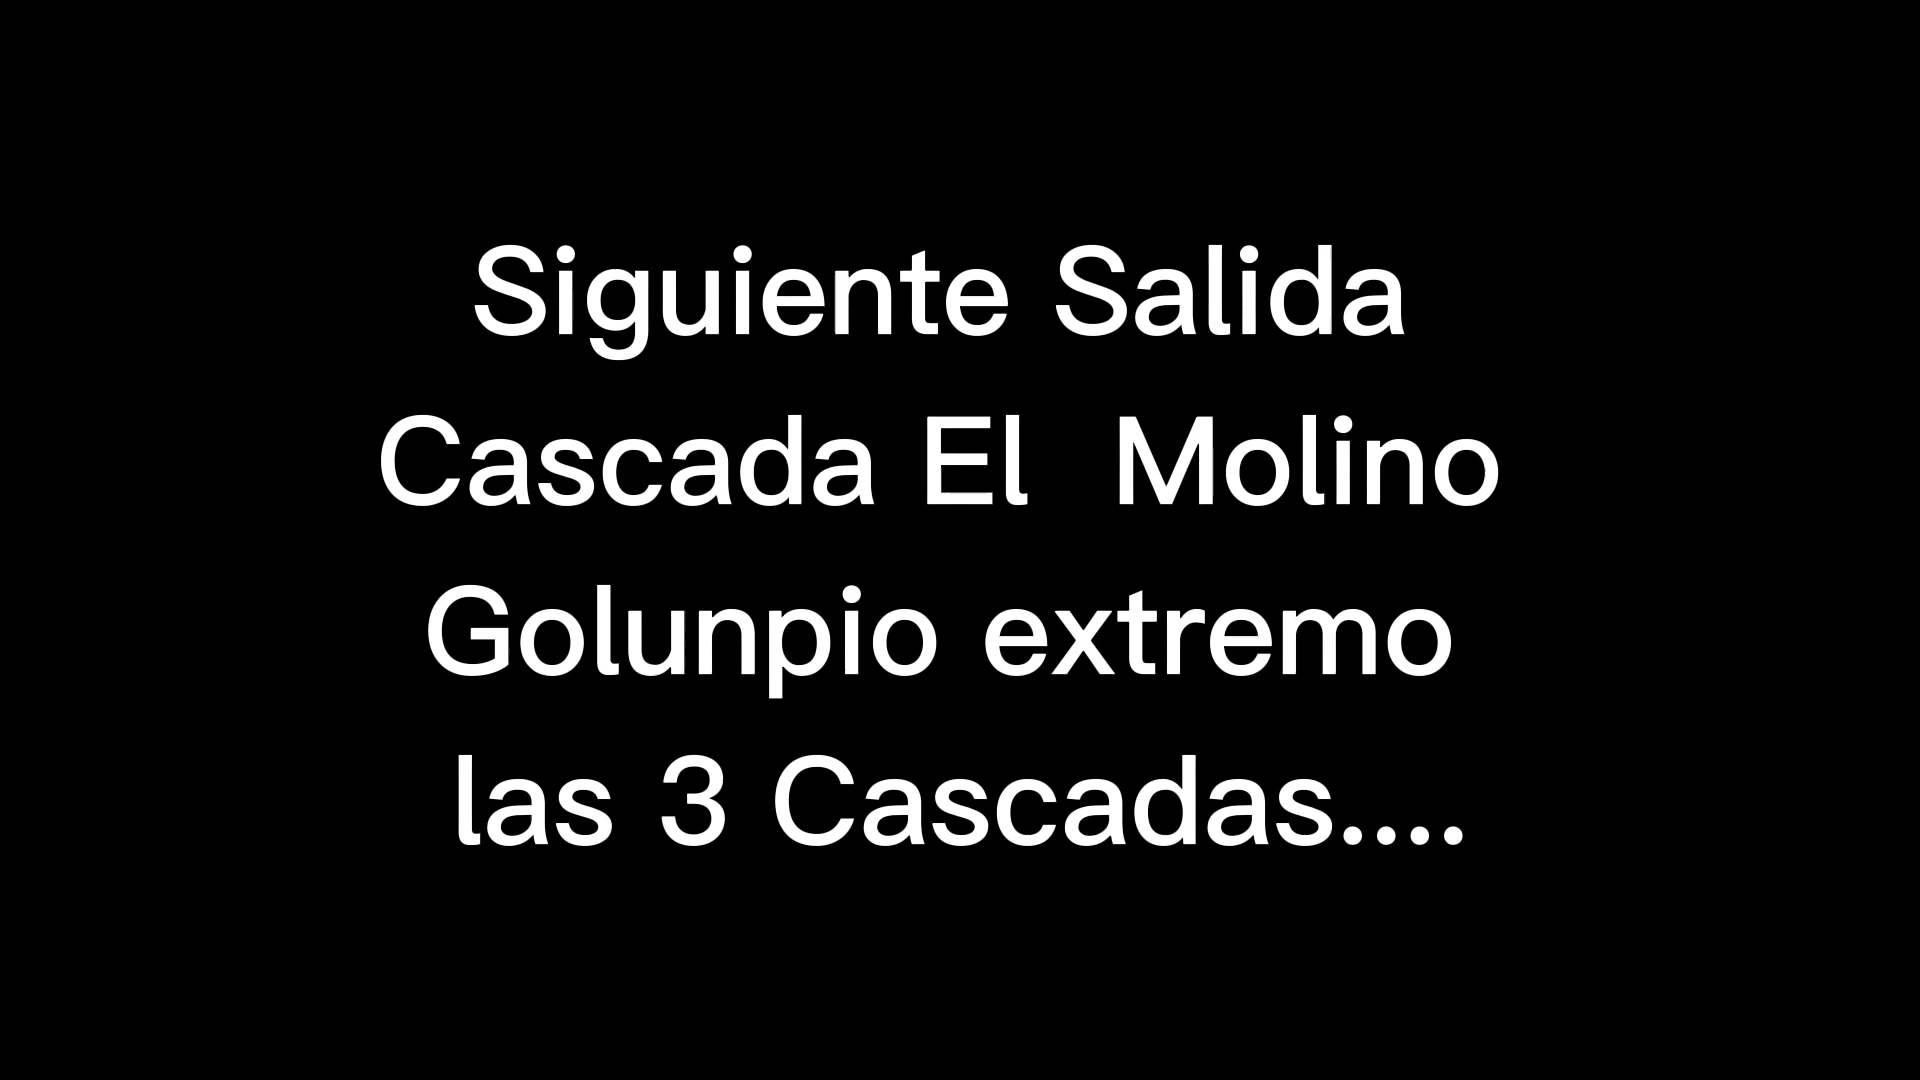 Siguiente Salida
Cascada El  Molino
Golunpio extremo
las 3 Cascadas....